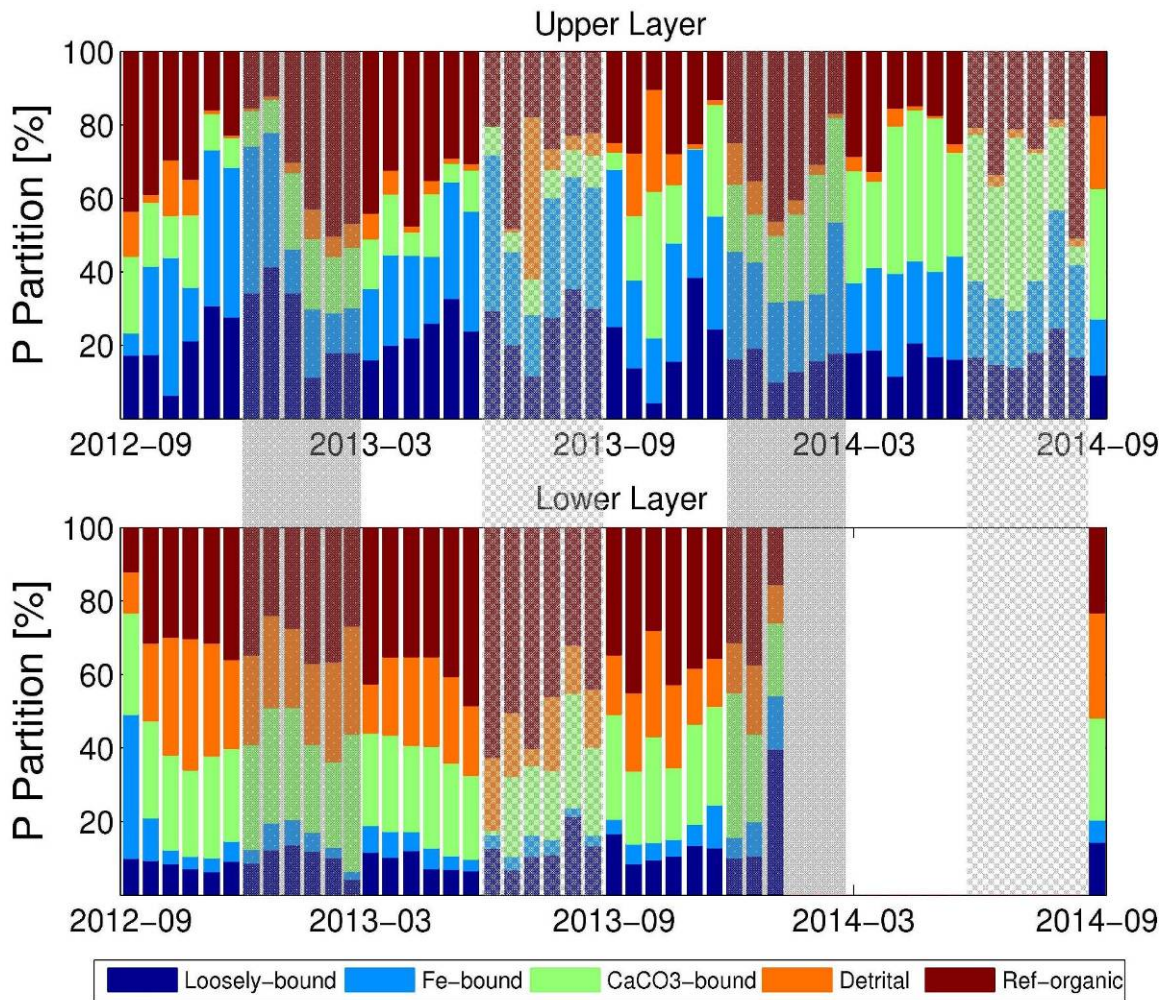 Upper Layer
P Partition [%]
100
80
60
40
20
2012-09 2013-03 2013-09 2014-03 2014-09
Lower Layer
P Partition [%]
100
80
60
40
20
2012-09 2013-03 2013-09 2014-03 2014-09
Loosely-bound Fe-bound CaCO3-bound Detrital Ref-organic